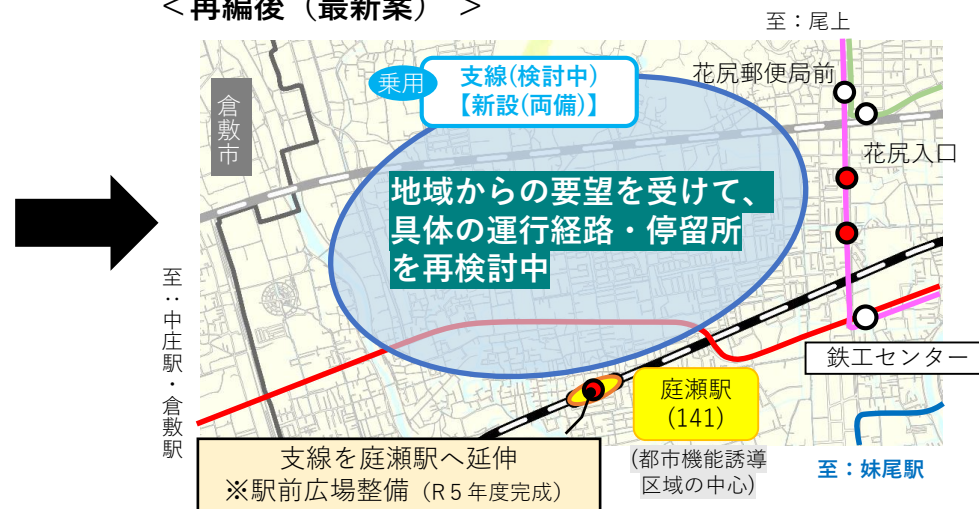 <再編後（最新案）　>
至：尾上
乗用
支線(検討中)
【新設(両備)】
花尻郵便局前
倉敷市
花尻入口
地域からの要望を受けて、
具体の運行経路・停留所
を再検討中
至：中庄駅・倉敷駅
鉄工センター
庭瀬駅
(141)
支線を庭瀬駅へ延伸
※駅前広場整備（R５年度完成）
(都市機能誘導
区域の中心)
至：妹尾駅